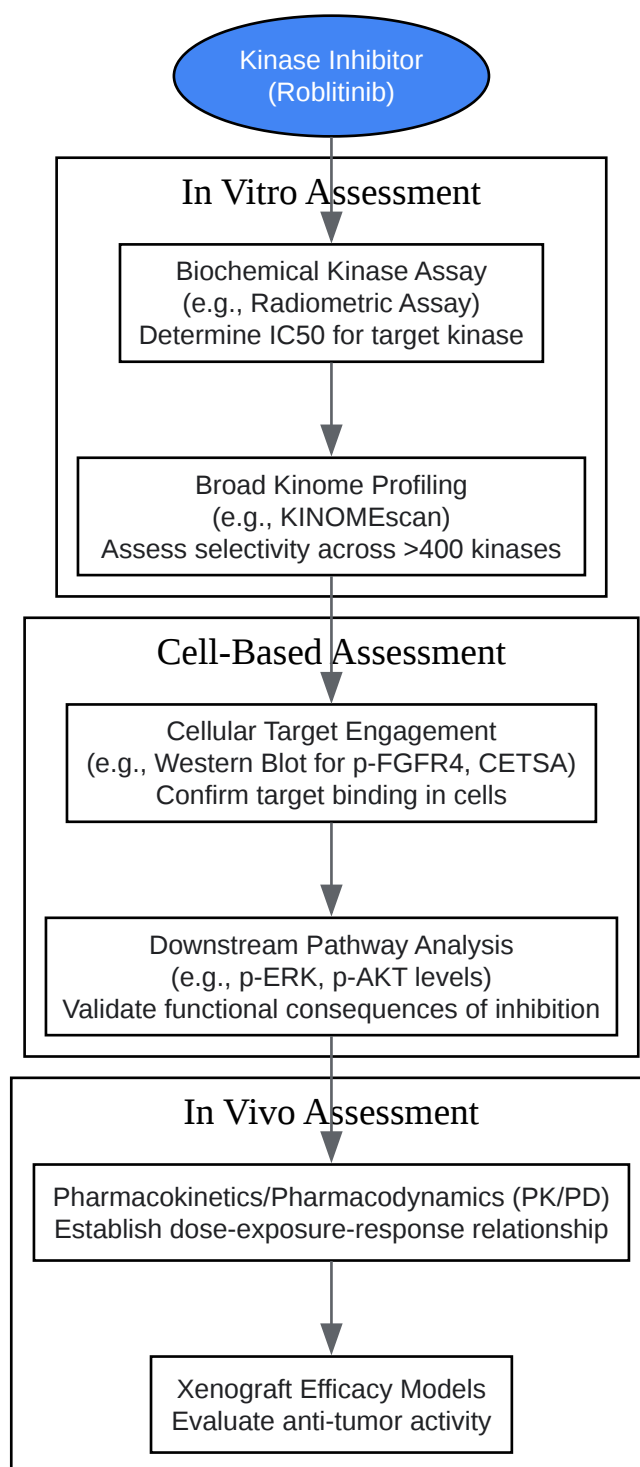 Kinase Inhibitor
(Roblitinib)
In Vitro Assessment
Biochemical Kinase Assay
(e.g., Radiometric Assay)
Determine IC50 for target kinase
Broad Kinome Profiling
(e.g., KINOMEscan)
Assess selectivity across >400 kinases
Cell-Based Assessment
Cellular Target Engagement
(e.g., Western Blot for p-FGFR4, CETSA)
Confirm target binding in cells
Downstream Pathway Analysis
(e.g., p-ERK, p-AKT levels)
Validate functional consequences of inhibition
In Vivo Assessment
Pharmacokinetics/Pharmacodynamics (PK/PD)
Establish dose-exposure-response relationship
Xenograft Efficacy Models
Evaluate anti-tumor activity